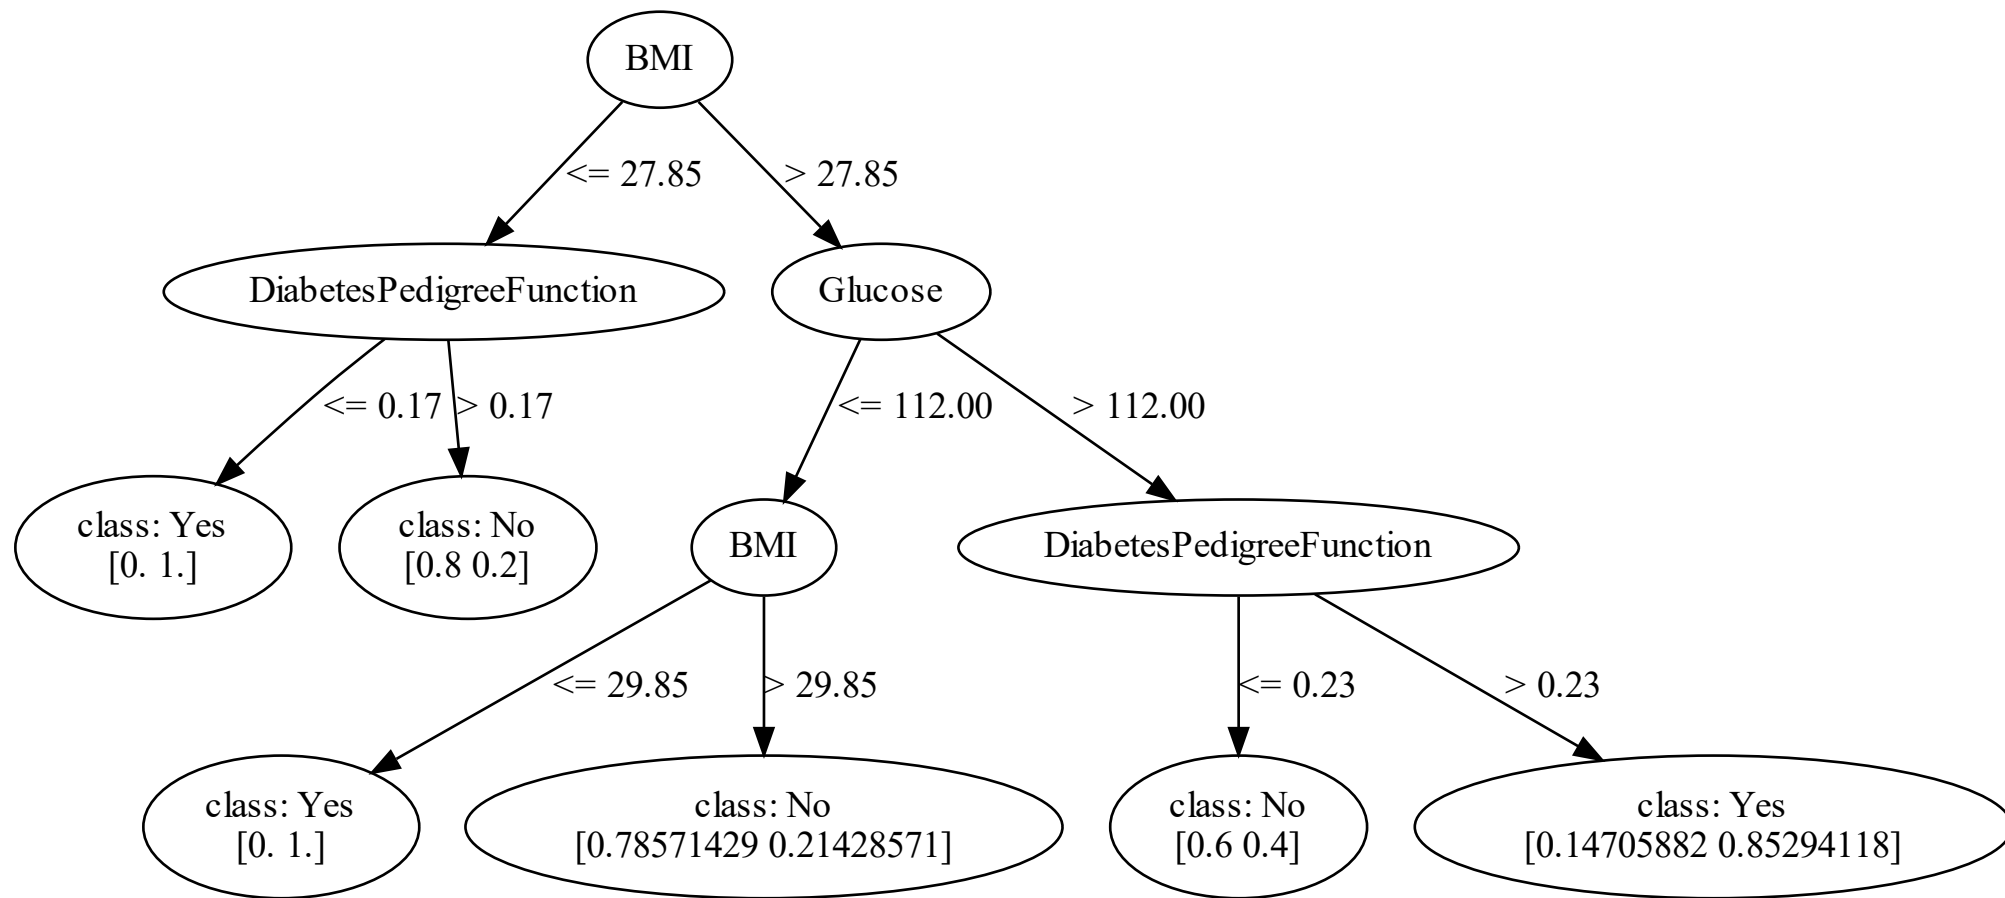 BMI
<= 27.85
> 27.85
DiabetesPedigreeFunction
Glucose
<= 0.17
> 0.17
<= 112.00
> 112.00
class: Yes
[0. 1.]
class: No
[0.8 0.2]
BMI
DiabetesPedigreeFunction
<= 29.85
> 29.85
<= 0.23
> 0.23
class: Yes
[0. 1.]
class: No
[0.78571429 0.21428571]
class: No
[0.6 0.4]
class: Yes
[0.14705882 0.85294118]